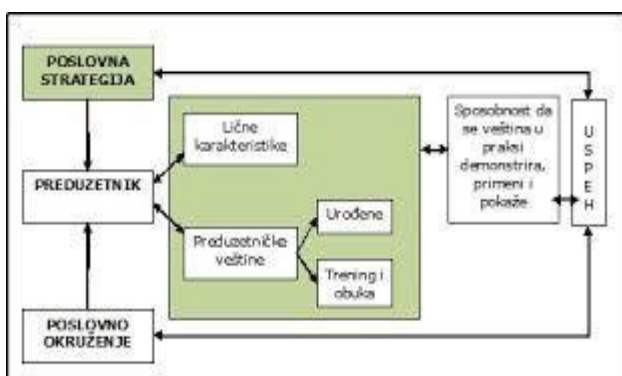 POSLOVNA
STRATEGIJA
PREDUZETNIK
POSLOVNO
OKRUŽENJE
Lične
karakteristike
Preduzetničke
veštine
Urođene
Trening i
obuka
Sposobnost da
se veština u
praksi
demonstrira,
primeni i
pokaže
U
S
P
E
H